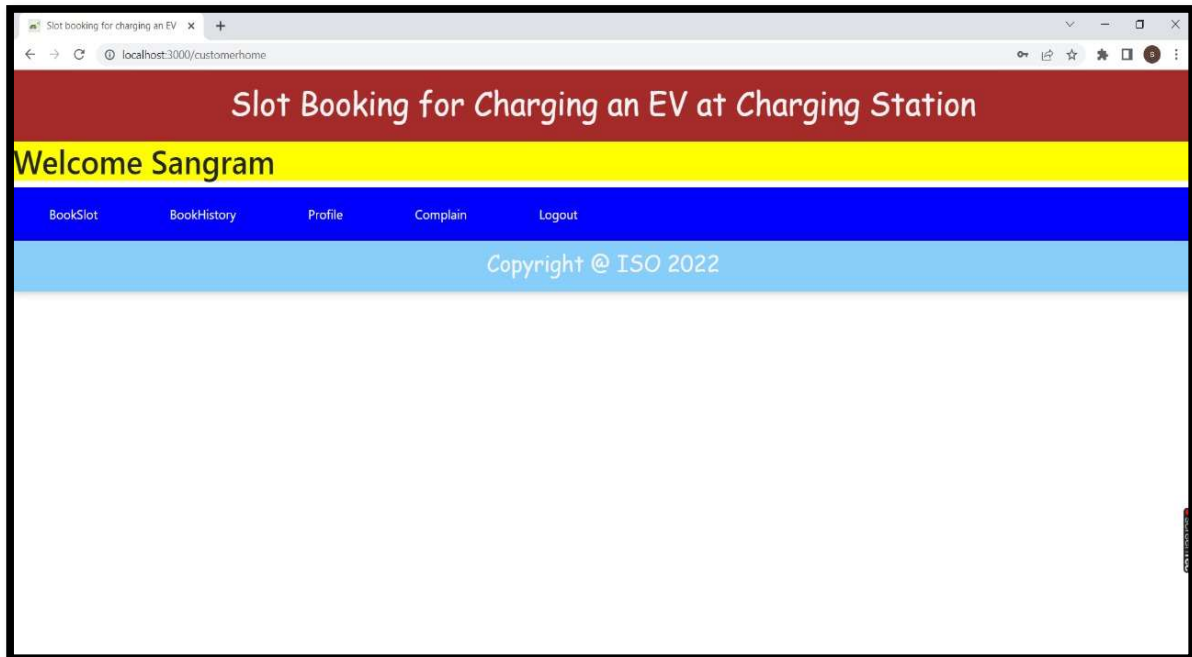 Slot booking for charging an EV
localhost:3000/customerhome
S
Slot Booking for Charging an EV at Charging Station
Welcome Sangram
BookSlot BookHistory Profile Complain Logout
Copyright @ ISO 2022